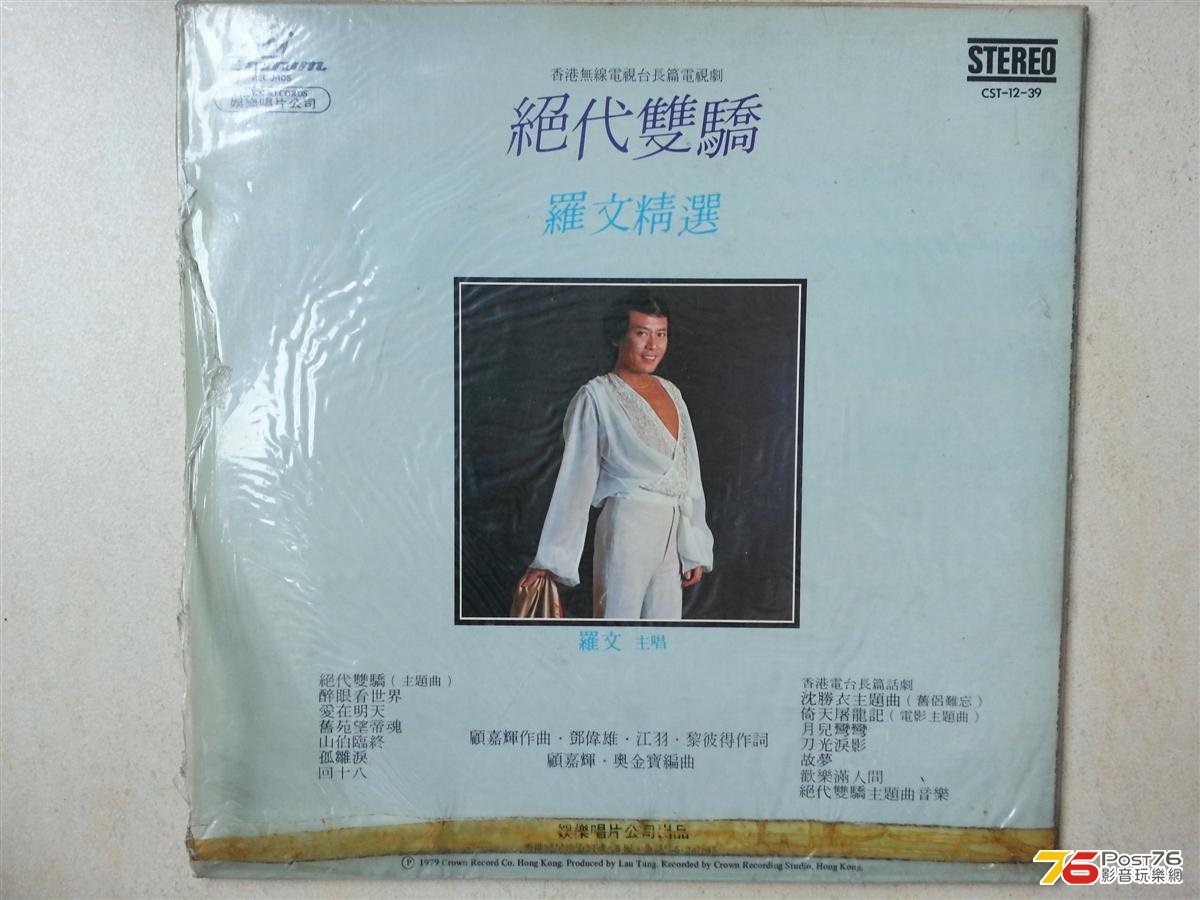 RECORDS
娛樂唱片公司
STEREO
CST-12-39
香港無線電視台長篇電視劇
絕代雙驕
羅文精選
羅文 主唱
絕代雙驕(主題曲)
醉眼看世界
愛在明天
舊苑望帝魂
山伯臨終
孤雛淚
回十八
顧嘉輝作曲·鄧偉雄·江羽·黎彼得作詞
顧嘉輝·奧金寶編曲
香港電台長篇話劇
沈勝衣主題曲(舊侶難忘)
倚天屠龍記(電影主題曲)
月兒彎彎
刀光淚影
故夢
歡樂滿人間
絕代雙驕主題曲音樂
娛樂唱片公司出品
Ⓟ 1979 Crown Record Co. Hong Kong. Produced by Lau Tung. Recorded by Crown Recording Studio, Hong Kong.
76 POST76
影音玩樂網